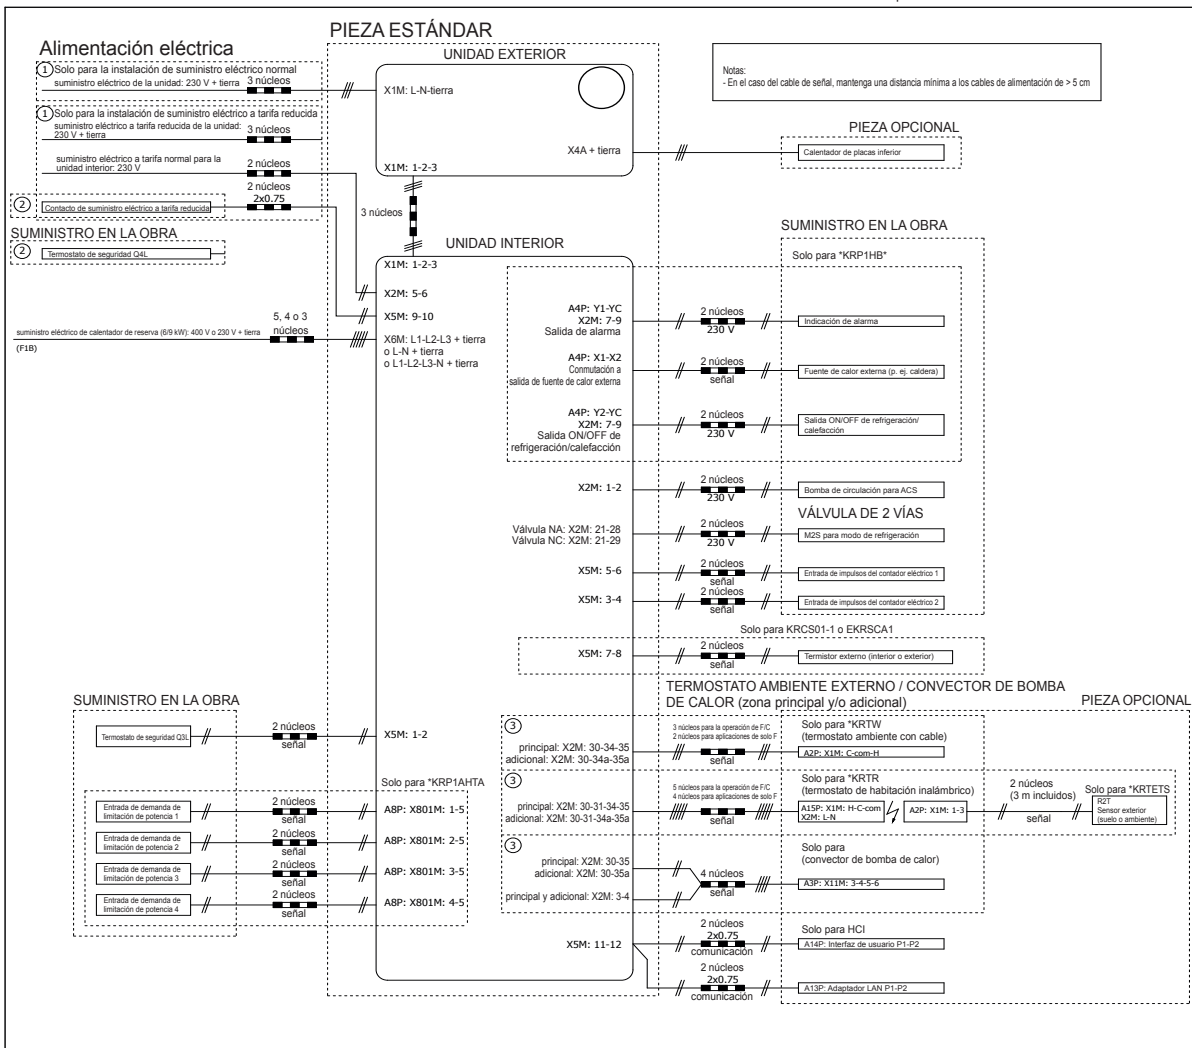 PIEZA ESTÁNDAR
Alimentación eléctrica
UNIDAD EXTERIOR
1 Solo para la instalación de suministro eléctrico normal
suministro eléctrico de la unidad: 230 V + tierra
3 núcleos
X1M: L-N-tierra
Notas:
- En el caso del cable de señal, mantenga una distancia mínima a los cables de alimentación de > 5 cm
1 Solo para la instalación de suministro eléctrico a tarifa reducida
suministro eléctrico a tarifa reducida de la unidad:
230 V + tierra
3 núcleos
PIEZA OPCIONAL
X4A + tierra
Calentador de placas inferior
suministro eléctrico a tarifa normal para la
unidad interior: 230 V
2 núcleos
X1M: 1-2-3
2 núcleos
2x0.75
2
Contacto de suministro eléctrico a tarifa reducida
3 núcleos
SUMINISTRO EN LA OBRA
2
Termostato de seguridad Q4L
UNIDAD INTERIOR
SUMINISTRO EN LA OBRA
Solo para *KRP1HB*
X1M: 1-2-3
X2M: 5-6
X5M: 9-10
5, 4 o 3
núcleos
suministro eléctrico de calentador de reserva (6/9 kW): 400 V o 230 V + tierra
(F1B)
X6M: L1-L2-L3 + tierra
o L-N + tierra
o L1-L2-L3-N + tierra
A4P: Y1-YC
X2M: 7-9
Salida de alarma
2 núcleos
230 V
Indicación de alarma
A4P: X1-X2
Conmutación a
salida de fuente de calor externa
2 núcleos
señal
Fuente de calor externa (p. ej. caldera)
A4P: Y2-YC
X2M: 7-9
Salida ON/OFF de
refrigeración/calefacción
2 núcleos
230 V
Salida ON/OFF de refrigeración/
calefacción
X2M: 1-2
2 núcleos
230 V
Bomba de circulación para ACS
VÁLVULA DE 2 VÍAS
Válvula NA: X2M: 21-28
Válvula NC: X2M: 21-29
2 núcleos
230 V
M2S para modo de refrigeración
X5M: 5-6
2 núcleos
señal
Entrada de impulsos del contador eléctrico 1
X5M: 3-4
2 núcleos
señal
Entrada de impulsos del contador eléctrico 2
Solo para KRCS01-1 o EKRSCA1
X5M: 7-8
2 núcleos
señal
Termistor externo (interior o exterior)
TERMOSTATO AMBIENTE EXTERNO / CONVECTOR DE BOMBA
DE CALOR (zona principal y/o adicional)
PIEZA OPCIONAL
SUMINISTRO EN LA OBRA
Termostato de seguridad Q3L
2 núcleos
señal
X5M: 1-2
3
principal: X2M: 30-34-35
adicional: X2M: 30-34a-35a
3 núcleos para la operación de F/C
2 núcleos para aplicaciones de solo F
señal
Solo para *KRTW
(termostato ambiente con cable)
A2P: X1M: C-com-H
3
principal: X2M: 30-31-34-35
adicional: X2M: 30-31-34a-35a
5 núcleos para la operación de F/C
4 núcleos para aplicaciones de solo F
señal
Solo para *KRTR
(termostato de habitación inalámbrico)
A15P: X1M: H-C-com
X2M: L-N
A2P: X1M: 1-3
2 núcleos
(3 m incluidos)
señal
Solo para *KRTETS
R2T
Sensor exterior
(suelo o ambiente)
Solo para *KRP1AHTA
Entrada de demanda de
limitación de potencia 1
2 núcleos
señal
A8P: X801M: 1-5
Entrada de demanda de
limitación de potencia 2
2 núcleos
señal
A8P: X801M: 2-5
Entrada de demanda de
limitación de potencia 3
2 núcleos
señal
A8P: X801M: 3-5
Entrada de demanda de
limitación de potencia 4
2 núcleos
señal
A8P: X801M: 4-5
3
principal: X2M: 30-35
adicional: X2M: 30-35a
principal y adicional: X2M: 3-4
4 núcleos
señal
Solo para
(convector de bomba de calor)
A3P: X11M: 3-4-5-6
X5M: 11-12
2 núcleos
2x0.75
comunicación
Solo para HCI
A14P: Interfaz de usuario P1-P2
2 núcleos
2x0.75
comunicación
A13P: Adaptador LAN P1-P2